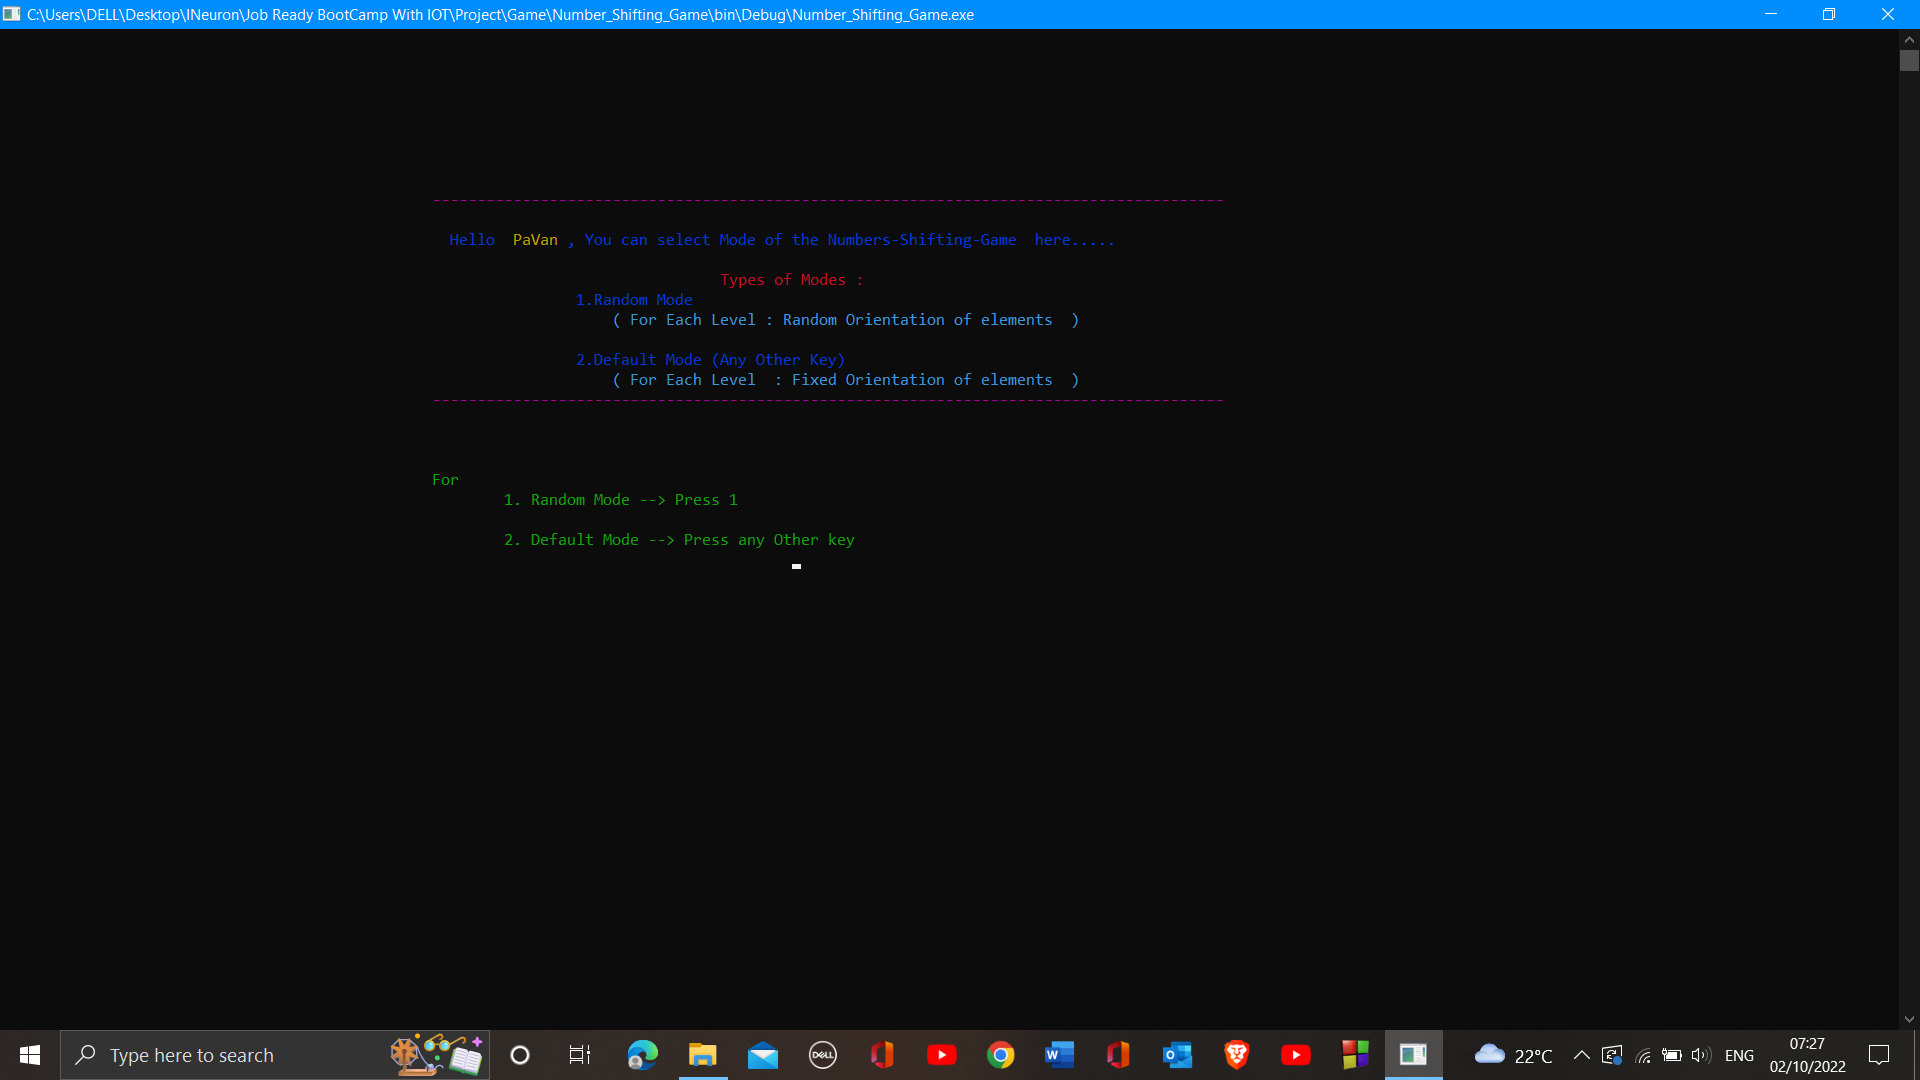 C:\Users\DELL\Desktop\INeuron\Job Ready BootCamp With IOT\Project\Game\Number_Shifting_Game\bin\Debug\Number_Shifting_Game.exe
----------------------------------------------------------------------------------------
Hello  PaVan , You can select Mode of the Numbers-Shifting-Game  here.....
Types of Modes :
1.Random Mode
( For Each Level : Random Orientation of elements  )
2.Default Mode (Any Other Key)
( For Each Level  : Fixed Orientation of elements  )
----------------------------------------------------------------------------------------
For
1. Random Mode --> Press 1
2. Default Mode --> Press any Other key
Type here to search
DELL
22°C
ENG
07:27
02/10/2022